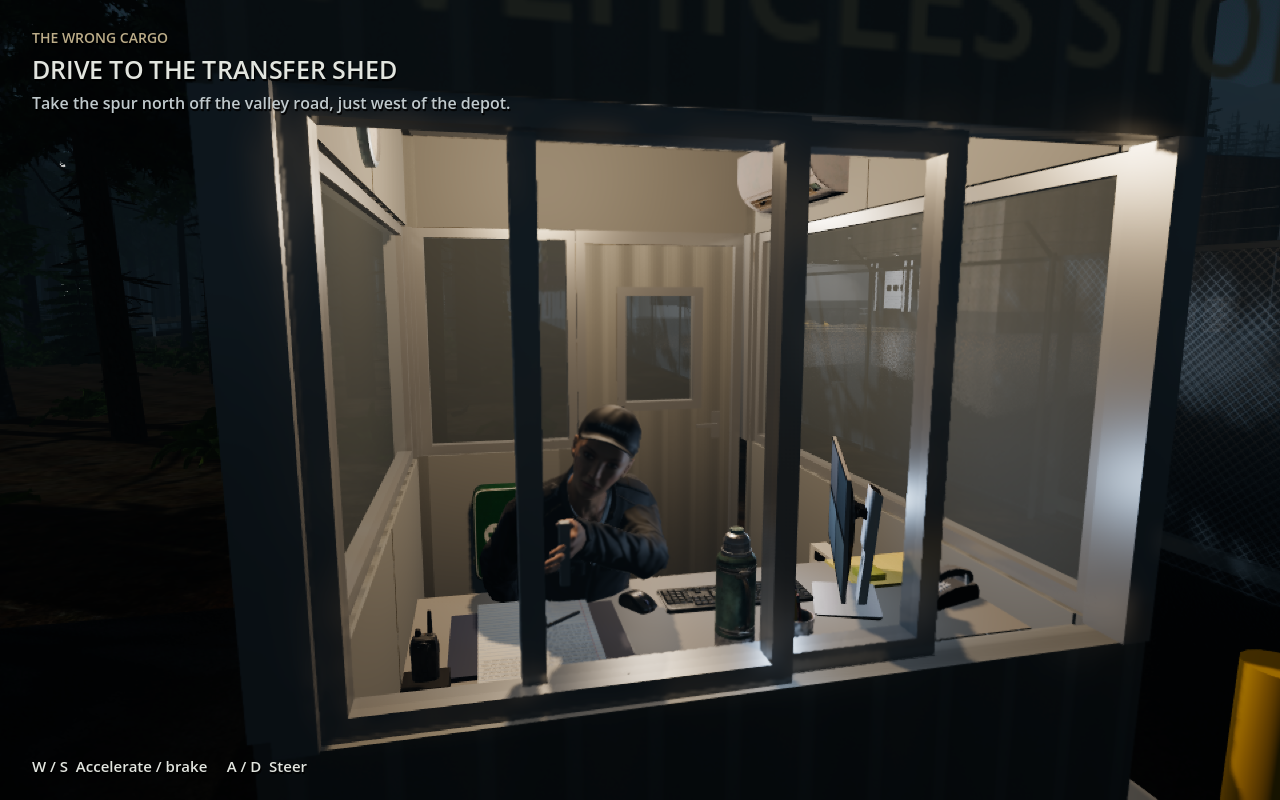 THE WRONG CARGO
DRIVE TO THE TRANSFER SHED
Take the spur north off the valley road, just west of the depot.
VEHICLES
W / S Accelerate / brake A / D Steer